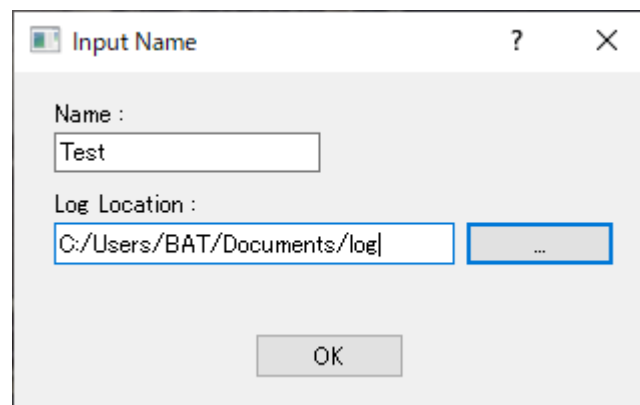 Input Name
Name :
Test
Log Location :
C:/Users/BAT/Documents/log
...
OK